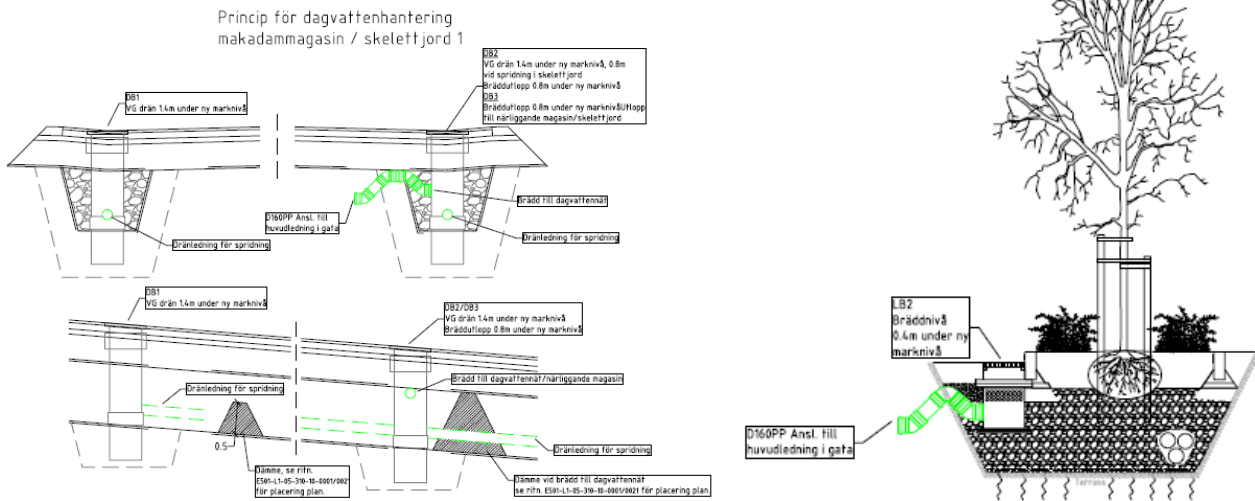 Princip för dagvattenhantering
makadammagasin / skelettjord 1
DB1
VG drän 1.4m under ny marknivå
DB2
VG drän 1.4m under ny marknivå, 0.8m
vid spridning i skelettjord
Bräddutlopp 0.8m under ny marknivå
DB3
Bräddutlopp 0.8m under ny marknivåUtlopp
till närliggande magasin/skelettjord
Brädd till dagvattennät
D160PP Ansl. till
huvudledning i gata
Dränledning för spridning
Dränledning för spridning
DB1
VG drän 1.4m under ny marknivå
DB2/DB3
VG drän 1.4m under ny marknivå
Bräddutlopp 0.8m under ny marknivå
Dränledning för spridning
Brädd till dagvattennät/närliggande magasin
0.5
Dränledning för spridning
Dämme, se ritn.
E501-L1-05-310-10-0001/0021
för placering plan.
Dämme vid brädd till dagvattennät
se ritn. E501-L1-05-310-10-0001/0021 för placering plan.
LB2
Bräddnivå
0.4m under ny
marknivå
D160PP Ansl. till
huvudledning i gata
Terrass